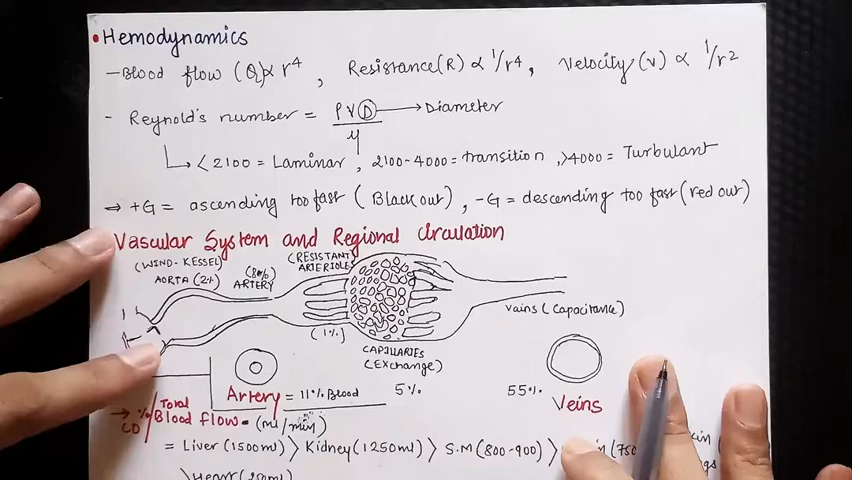 • Hemodynamics
- Blood flow (Q) ∝ r⁴ , Resistance(R) ∝ 1/r⁴ , Velocity (v) ∝ 1/r²
- Reynold's number = ρ V D / η → Diameter
↳ < 2100 = Laminar , 2100-4000 = transition , >4000 = Turbulant
⇒ +G = ascending too fast ( Black out ) , -G = descending too fast (red out)
Vascular System and Regional Circulation
(WIND-KESSEL)
AORTA (2%)
(8%)
ARTERY
(RESISTANT)
ARTERIOLES
(1%)
CAPILLARIES
(EXchange)
5%
vains (Capacitance)
Artery = 11% Blood
55%.
Veins
→ % CO / Total Blood flow = (ml/min)
= Liver (1500ml) > Kidney (1250ml) > S.M (800-900) >
> Heart